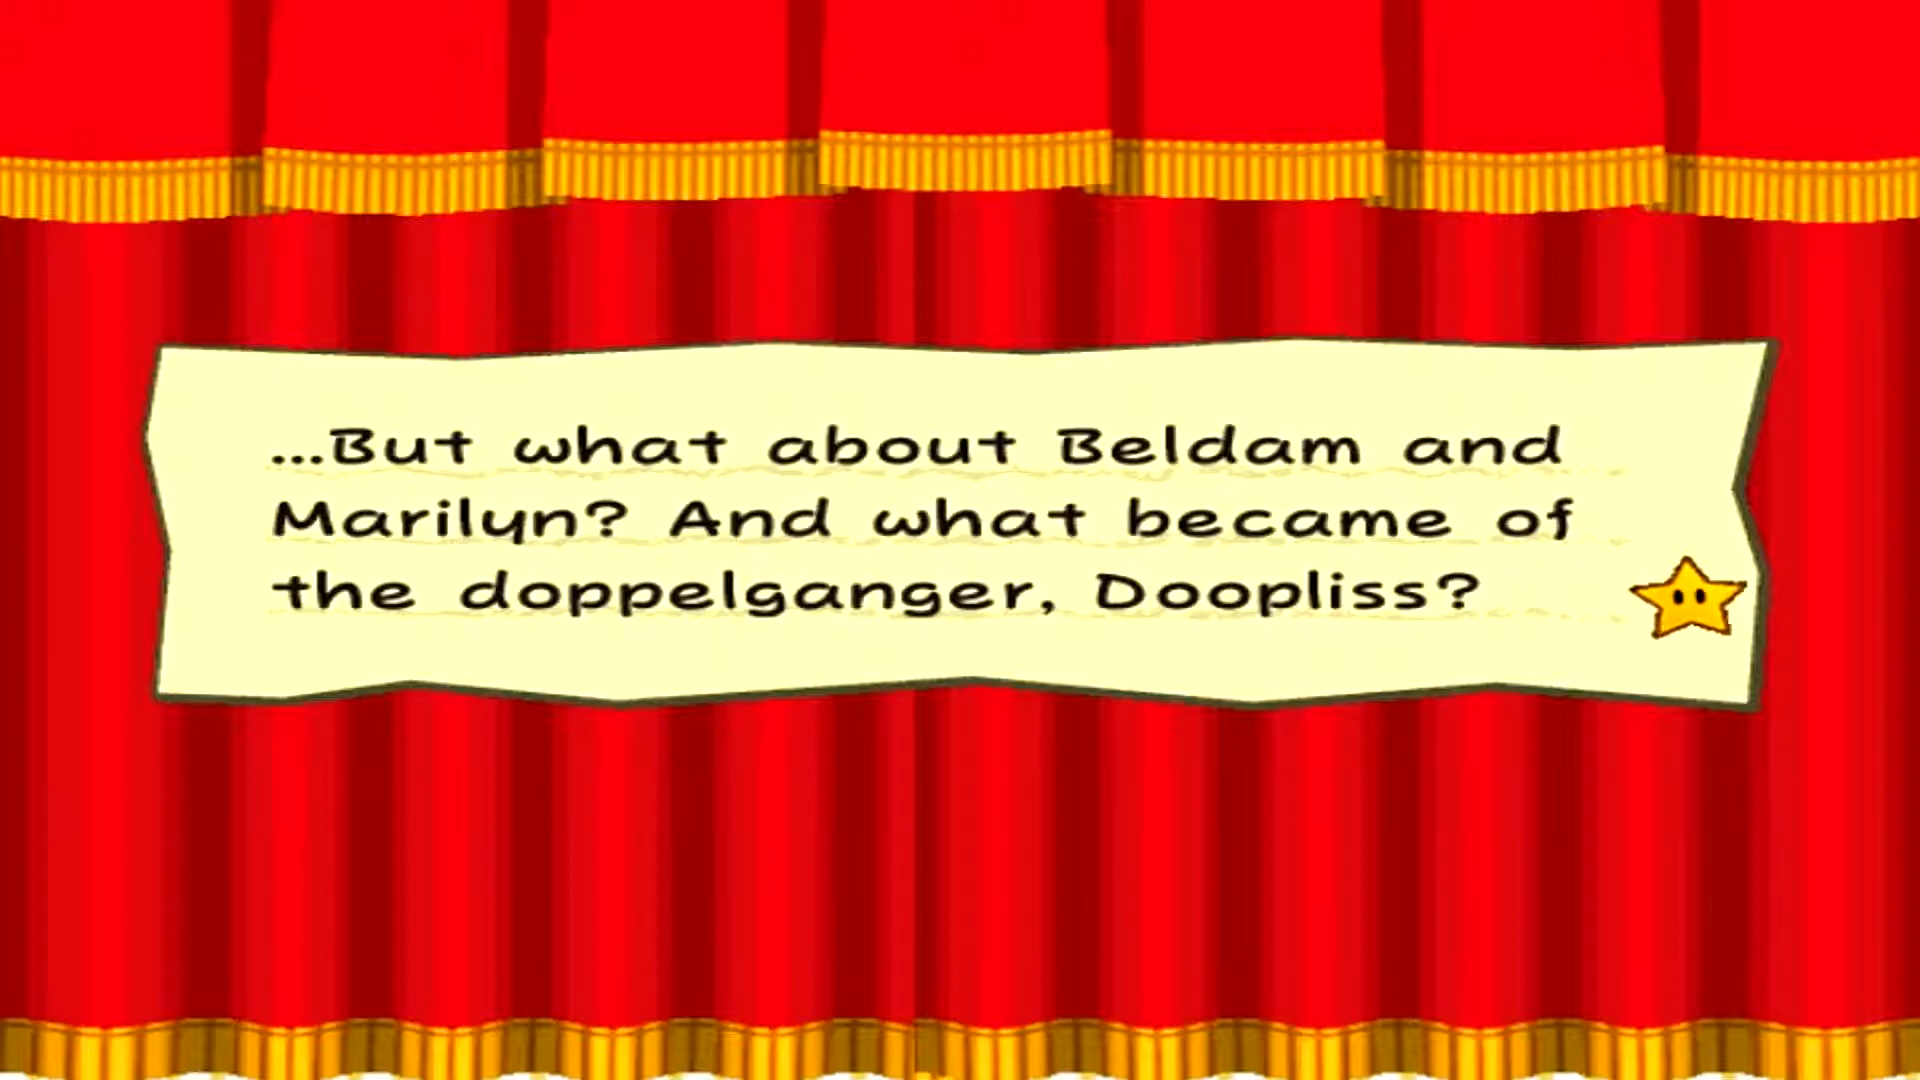 ...But what about Beldam and
Marilyn? And what became of
the doppelganger, Doopliss?